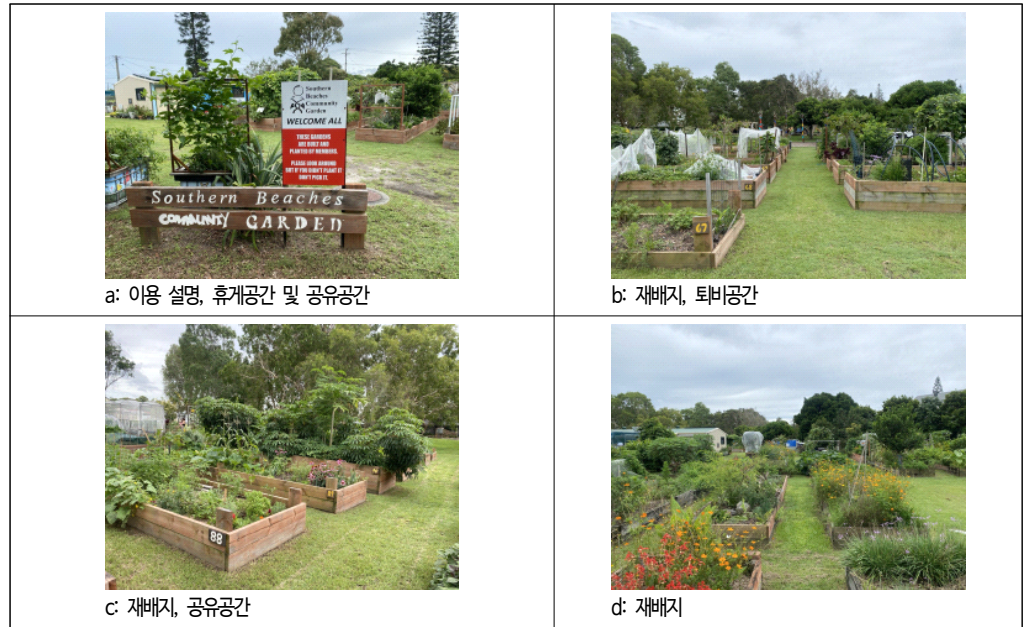 Southern
Beaches
Community
Garden
WELCOME ALL
THESE GARDENS
ARE BUILT AND
PLANTED BY MEMBERS.
PLEASE LOOK AROUND
BUT IF YOU DIDN'T PLANT IT
DON'T PICK IT.
Southern Beaches
COMMUNITY GARDEN
a: 이용 설명, 휴게공간 및 공유공간
67
b: 재배지, 퇴비공간
88
c: 재배지, 공유공간
d: 재배지